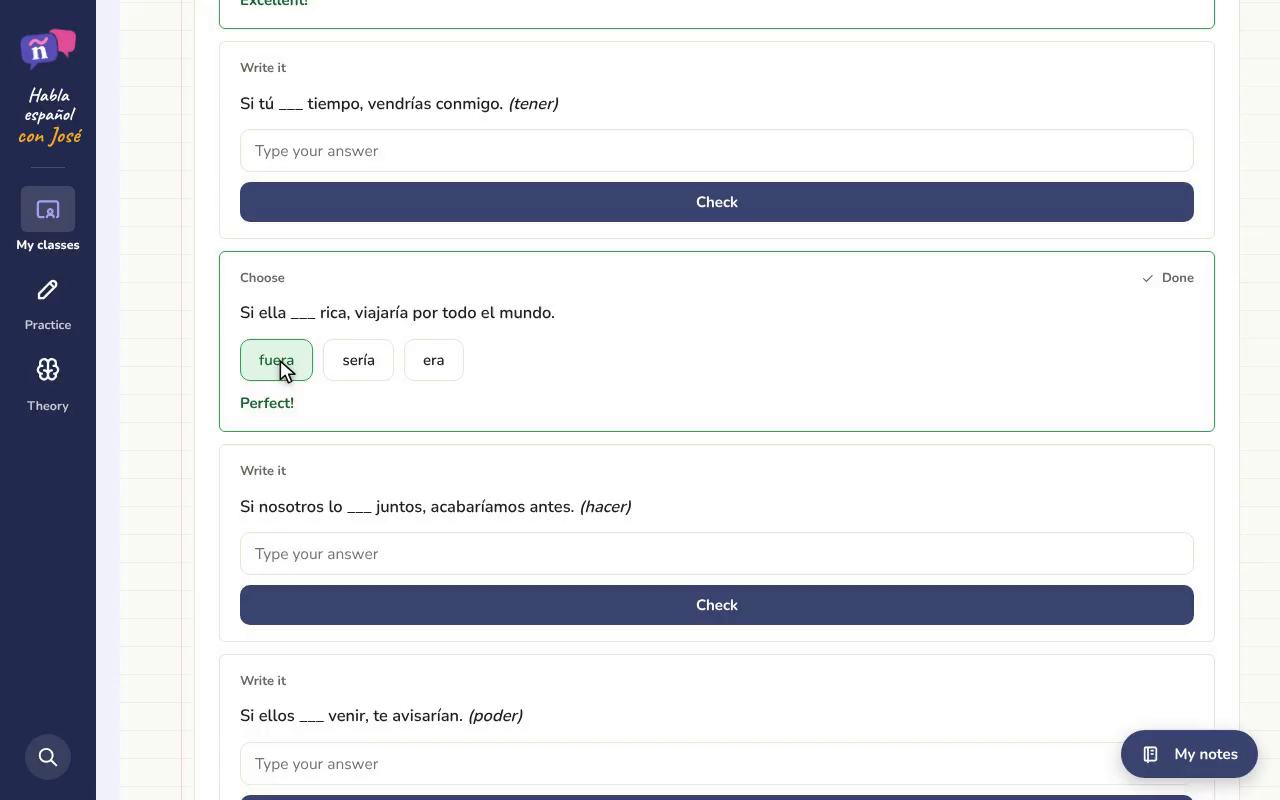 ñ
Habla
español
con José
My classes
Practice
Theory
Excellent!
Write it
Si tú ___ tiempo, vendrías conmigo. (tener)
Type your answer
Check
Choose
Done
Si ella ___ rica, viajaría por todo el mundo.
fuera
sería
era
Perfect!
Write it
Si nosotros lo ___ juntos, acabaríamos antes. (hacer)
Type your answer
Check
Write it
Si ellos ___ venir, te avisarían. (poder)
Type your answer
My notes